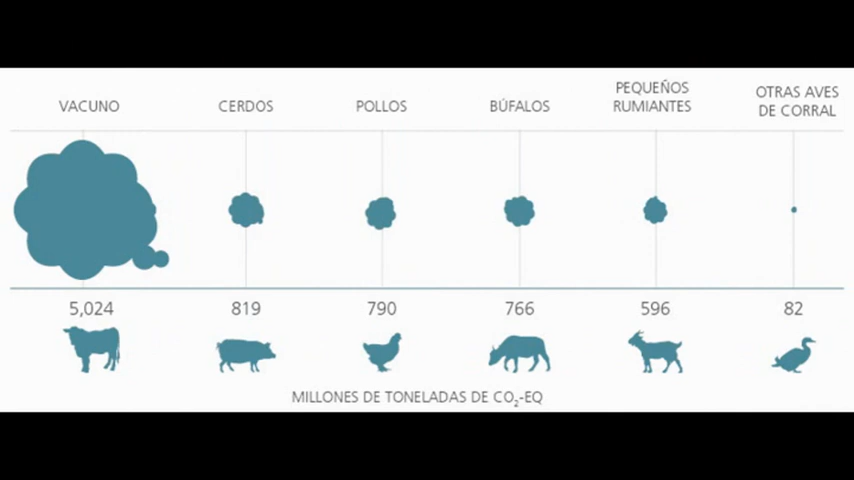 VACUNO
CERDOS
POLLOS
BÚFALOS
PEQUEÑOS
RUMIANTES
OTRAS AVES
DE CORRAL
5,024
819
790
766
596
82
MILLONES DE TONELADAS DE CO₂-EQ